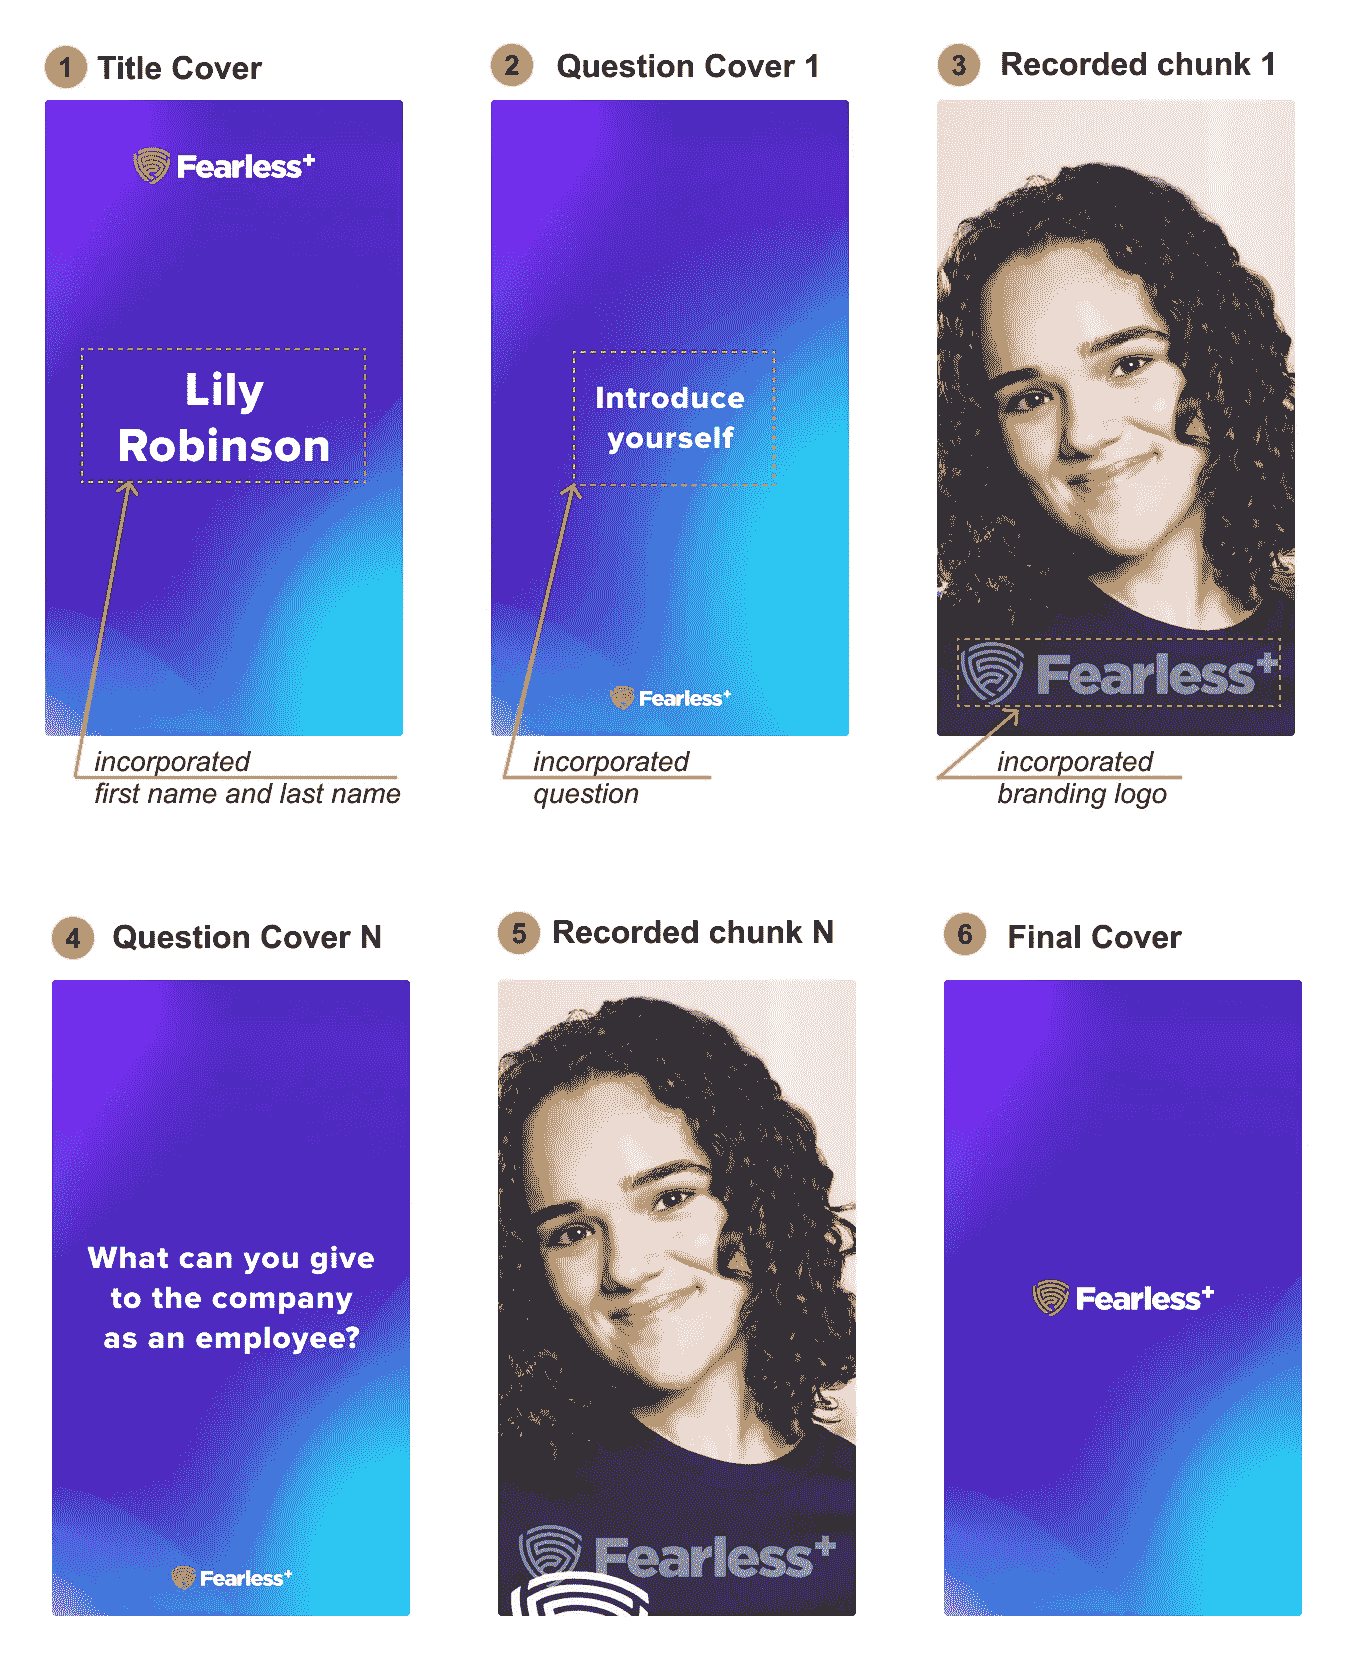 1 Title Cover
2 Question Cover 1
3 Recorded chunk 1
Fearless+
Lily
Robinson
Introduce
yourself
Fearless+
Fearless+
incorporated
first name and last name
incorporated
question
incorporated
branding logo
4 Question Cover N
5 Recorded chunk N
6 Final Cover
What can you give
to the company
as an employee?
Fearless+
Fearless+
Fearless+